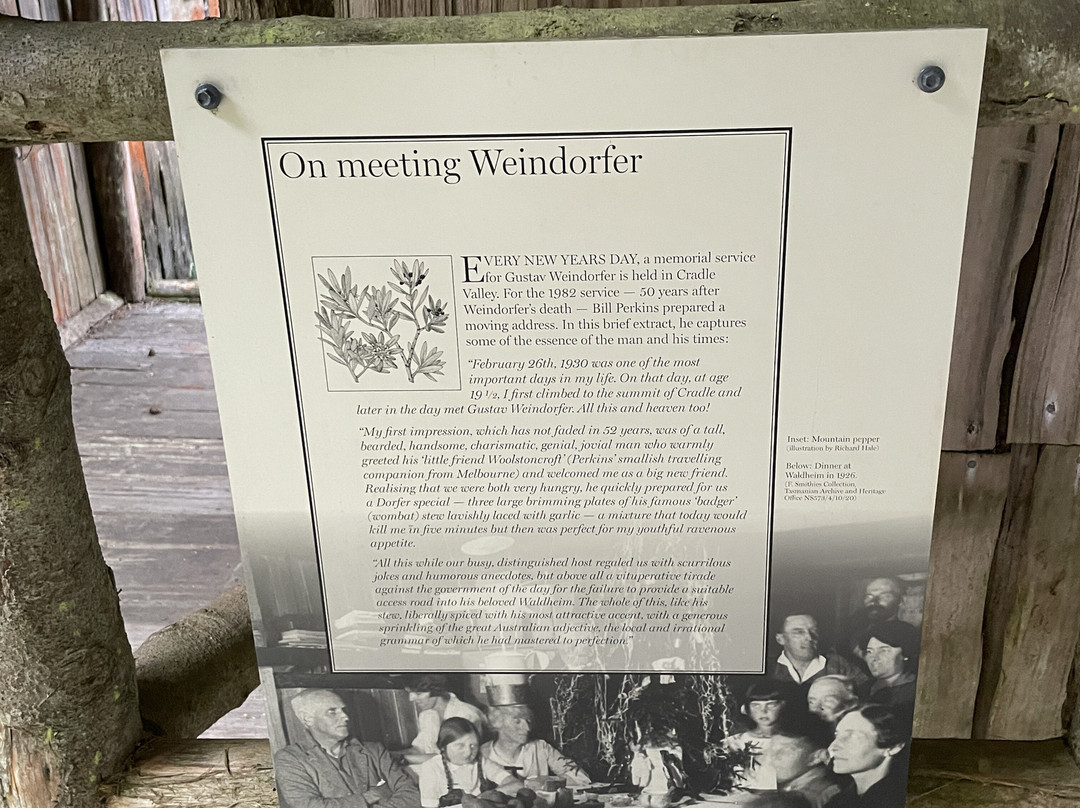 On meeting Weindorfer
EVERY NEW YEARS DAY, a memorial service
for Gustav Weindorfer is held in Cradle
Valley. For the 1982 service — 50 years after
Weindorfer's death — Bill Perkins prepared a
moving address. In this brief extract, he captures
some of the essence of the man and his times:
"February 26th, 1930 was one of the most
important days in my life. On that day, at age
19 1/2, I first climbed to the summit of Cradle and
later in the day met Gustav Weindorfer. All this and heaven too!
"My first impression, which has not faded in 52 years, was of a tall,
bearded, handsome, charismatic, genial, jovial man who warmly
greeted his 'little friend Woolstoncroft' (Perkins' smallish travelling
companion from Melbourne) and welcomed me as a big new friend.
Realising that we were both very hungry, he quickly prepared for us
a Dorfer special — three large brimming plates of his famous 'badger'
(wombat) stew lavishly laced with garlic — a mixture that today would
kill me in five minutes but then was perfect for my youthful ravenous
appetite.
"All this while our busy, distinguished host regaled us with scurrilous
jokes and humorous anecdotes, but above all a vituperative tirade
against the government of the day for the failure to provide a suitable
access road into his beloved Waldheim. The whole of this, like his
stew, liberally spiced with his most attractive accent, with a generous
sprinkling of the great Australian adjective, the local and irrational
grammar of which he had mastered to perfection."
Inset: Mountain pepper
(illustration by Richard Hale)
Below: Dinner at
Waldheim in 1926.
(F. Smithies Collection,
Tasmanian Archive and Heritage
Office NS573/4/10/20)